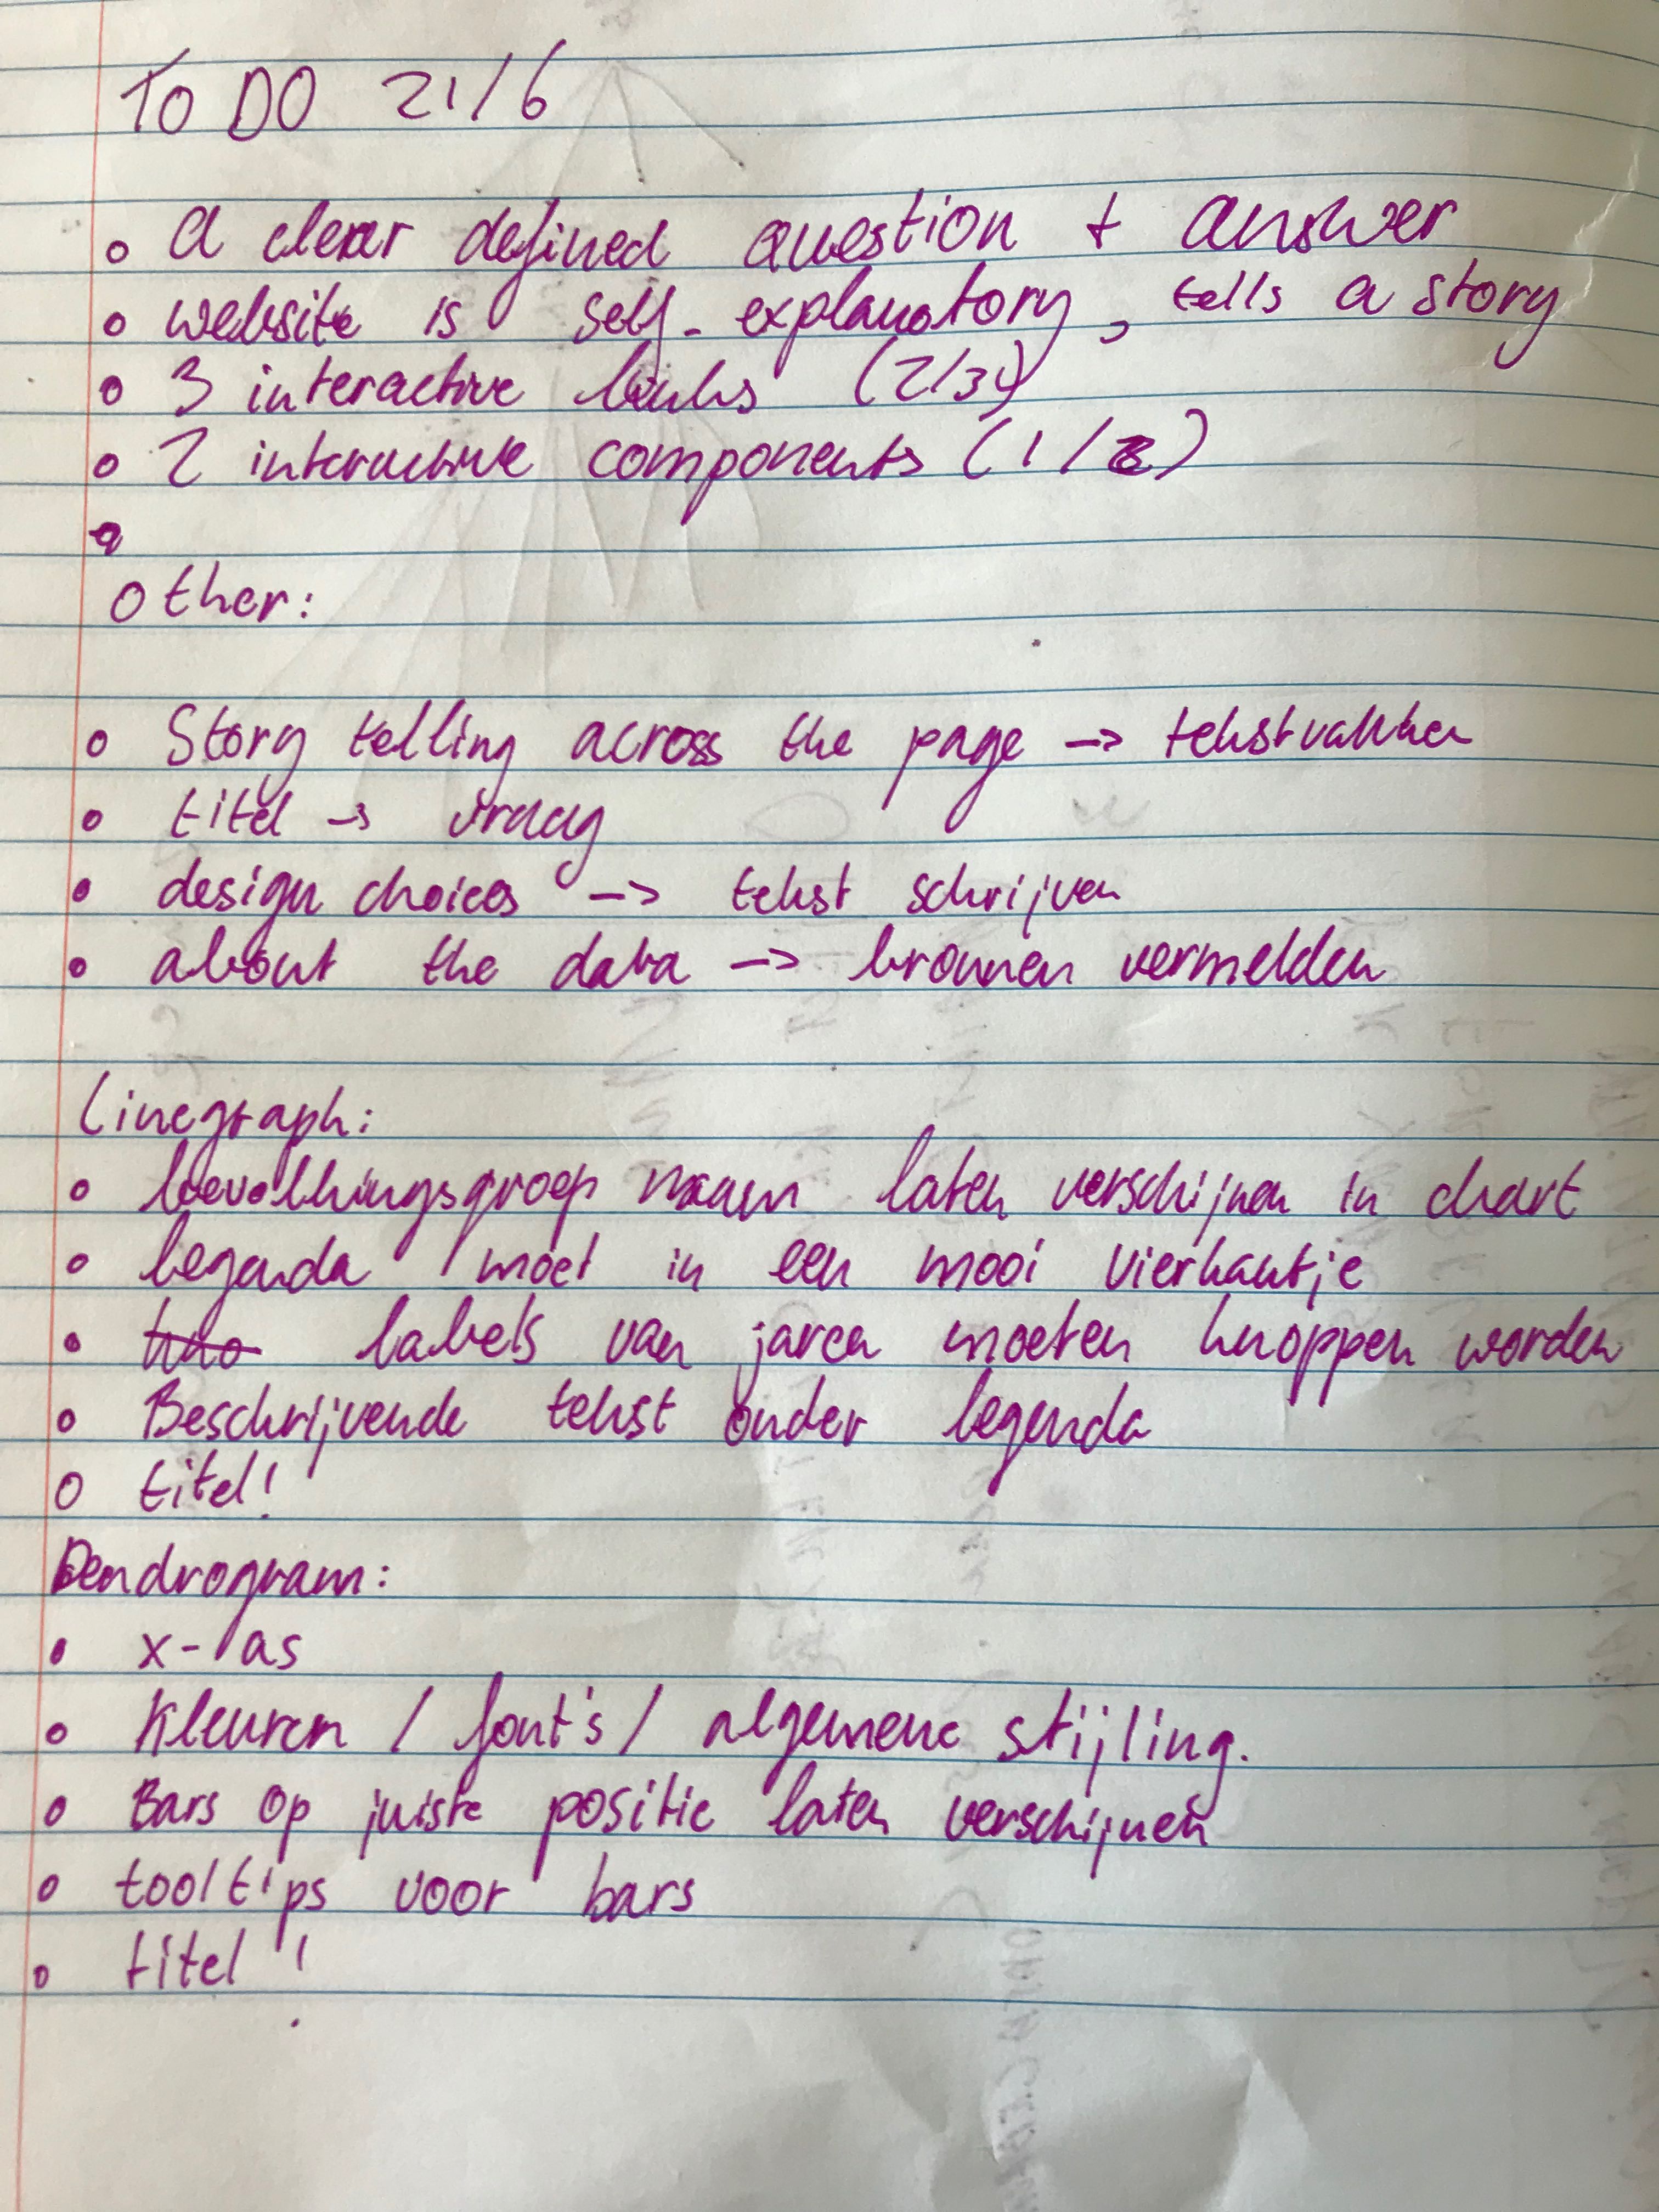 TO DO 21/6
o a clear defined question + answer
o website is self-explanatory, tells a story
o 3 interactive links
o 2 interactive components (1/2)
other:
o Story telling across the page -> tekstvakken
o titel -> vraag
o design choices -> tekst schrijven
o about the data -> bronnen vermelden
Linegraph:
o bevolkingsgroep naam laten verschijnen in chart
o legenda moet in een mooi vierkantje
o labels van jaren moeten knoppen worden
o Beschrijvende tekst onder legenda
o titel!
Dendrogram:
o x-as
o Kleuren / font's / algemene stijling.
o Bars op juiste positie laten verschijnen
o tooltips voor bars
o titel!